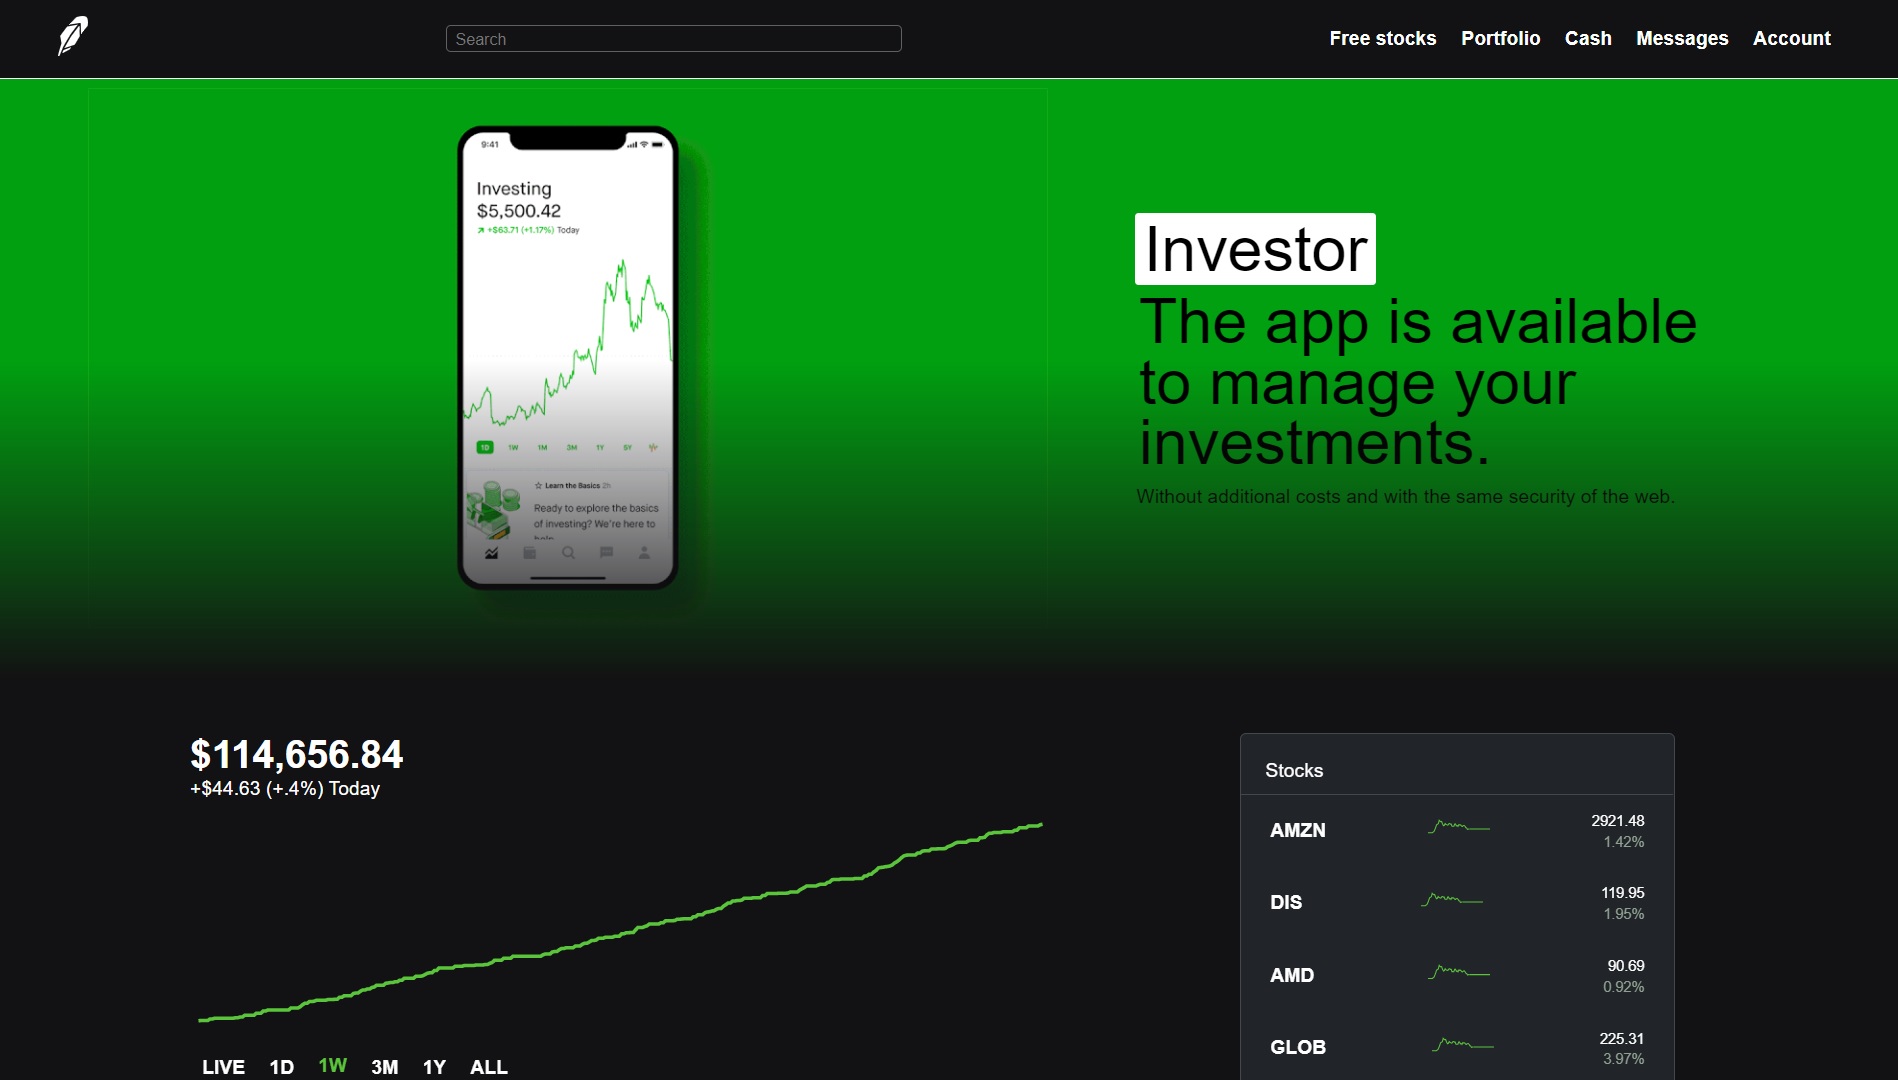 Search
Free stocks Portfolio Cash Messages Account
9:41
Investing
$5,500.42
+$63.71 (+1.17%) Today
1D 1W 1M 3M 1Y 5Y
Learn the Basics 2h
Ready to explore the basics
of investing? We're here to
help
Investor
The app is available
to manage your
investments.
Without additional costs and with the same security of the web.
$114,656.84
+$44.63 (+.4%) Today
LIVE 1D 1W 3M 1Y ALL
Stocks
AMZN 2921.48
1.42%
DIS 119.95
1.95%
AMD 90.69
0.92%
GLOB 225.31
3.97%